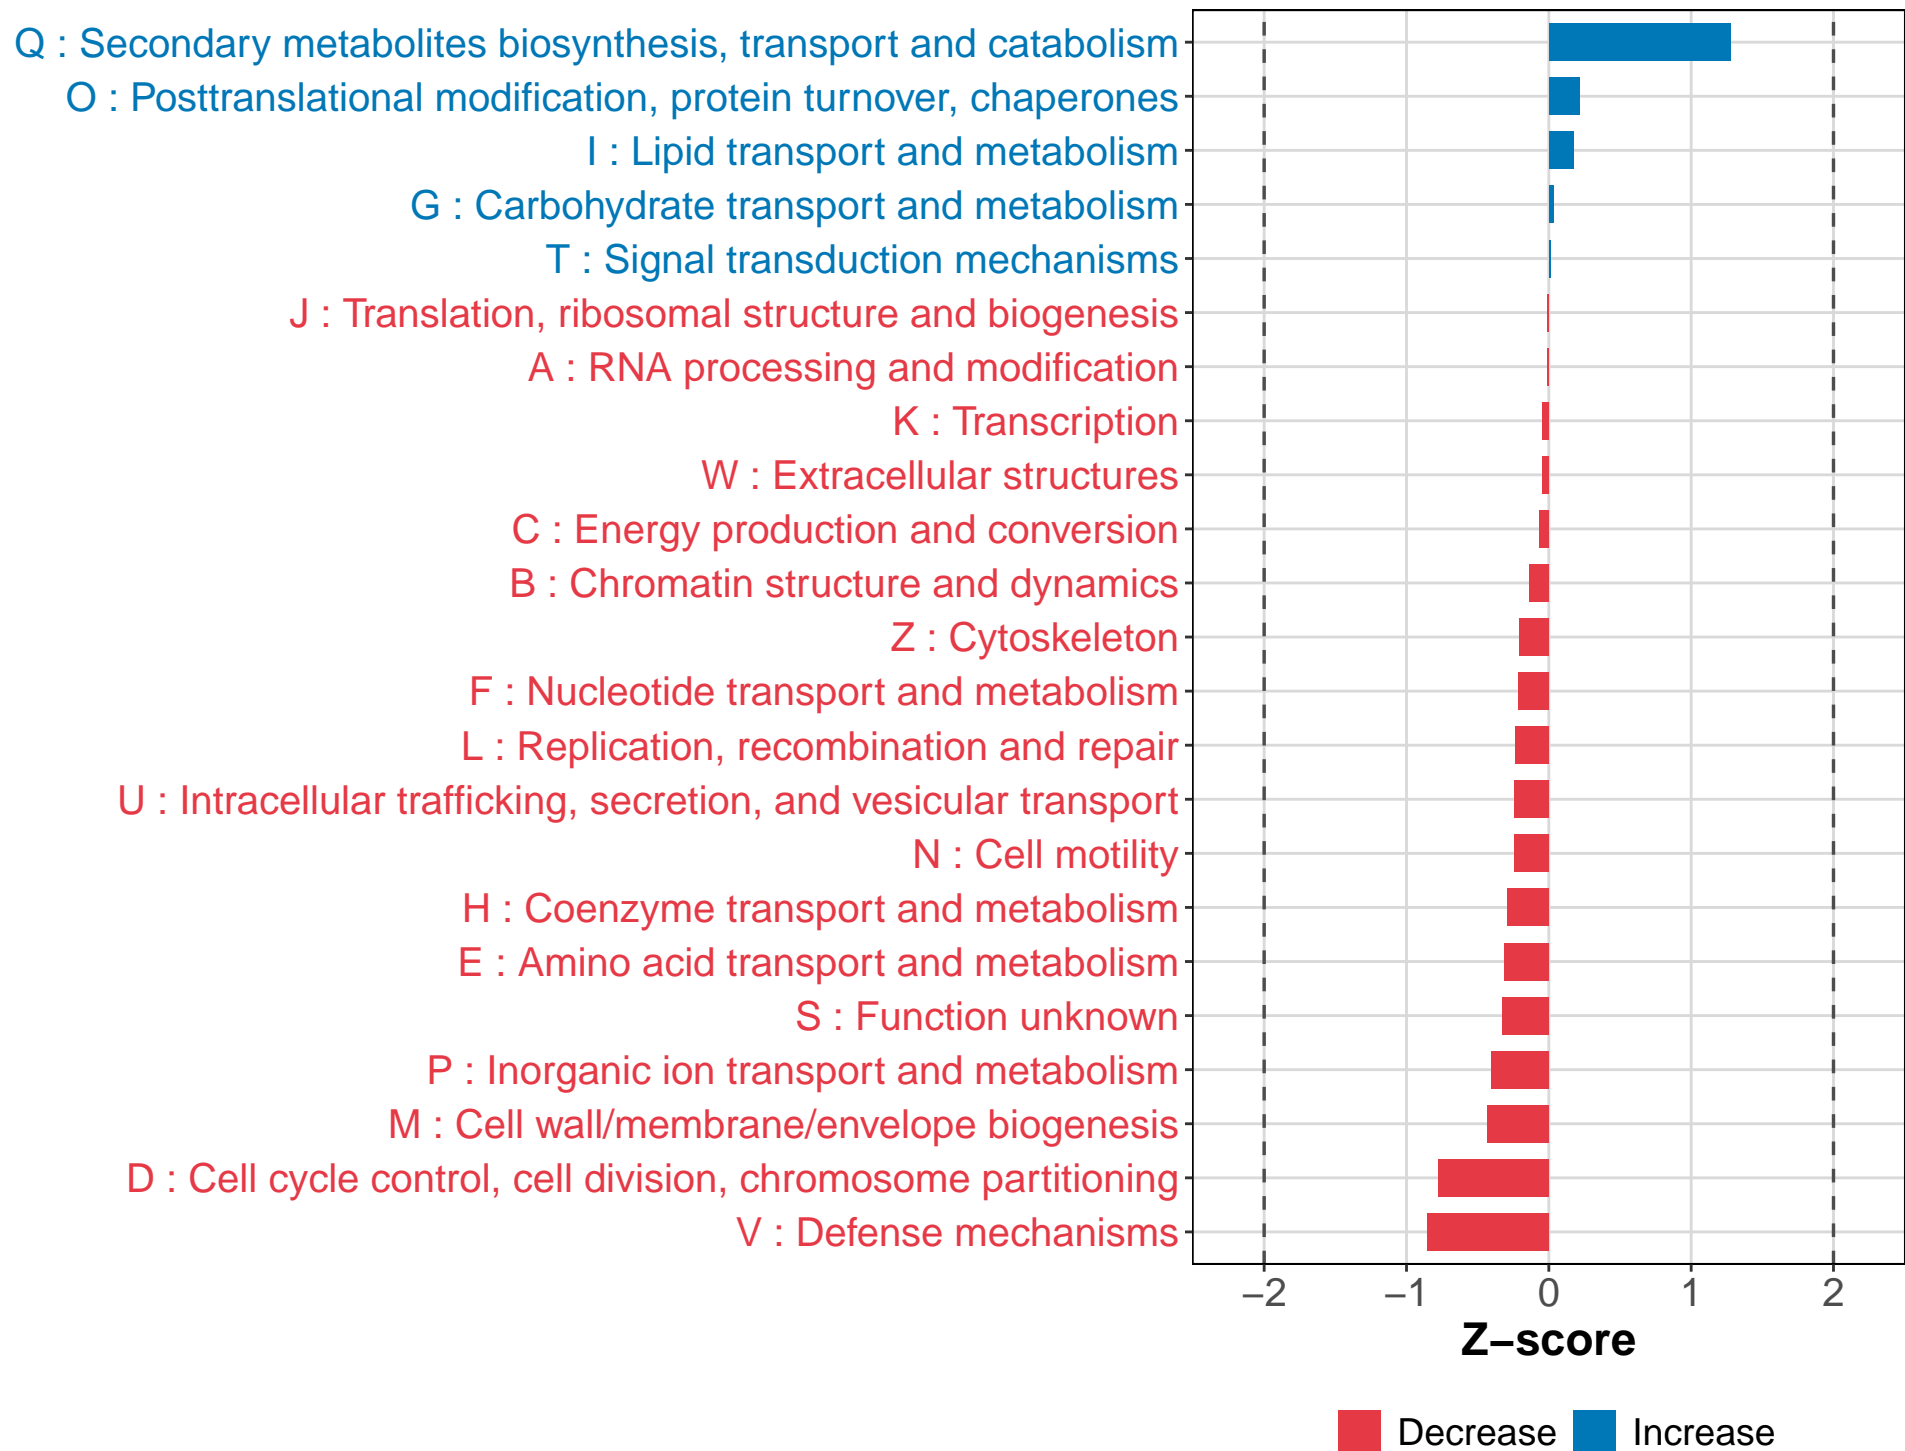 Q : Secondary metabolites biosynthesis, transport and catabolism
O : Posttranslational modification, protein turnover, chaperones
I : Lipid transport and metabolism
G : Carbohydrate transport and metabolism
T : Signal transduction mechanisms
J : Translation, ribosomal structure and biogenesis
A : RNA processing and modification
K : Transcription
W : Extracellular structures
C : Energy production and conversion
B : Chromatin structure and dynamics
Z : Cytoskeleton
F : Nucleotide transport and metabolism
L : Replication, recombination and repair
U : Intracellular trafficking, secretion, and vesicular transport
N : Cell motility
H : Coenzyme transport and metabolism
E : Amino acid transport and metabolism
S : Function unknown
P : Inorganic ion transport and metabolism
M : Cell wall/membrane/envelope biogenesis
D : Cell cycle control, cell division, chromosome partitioning
V : Defense mechanisms
−2 −1 0 1 2
Z−score
Decrease Increase